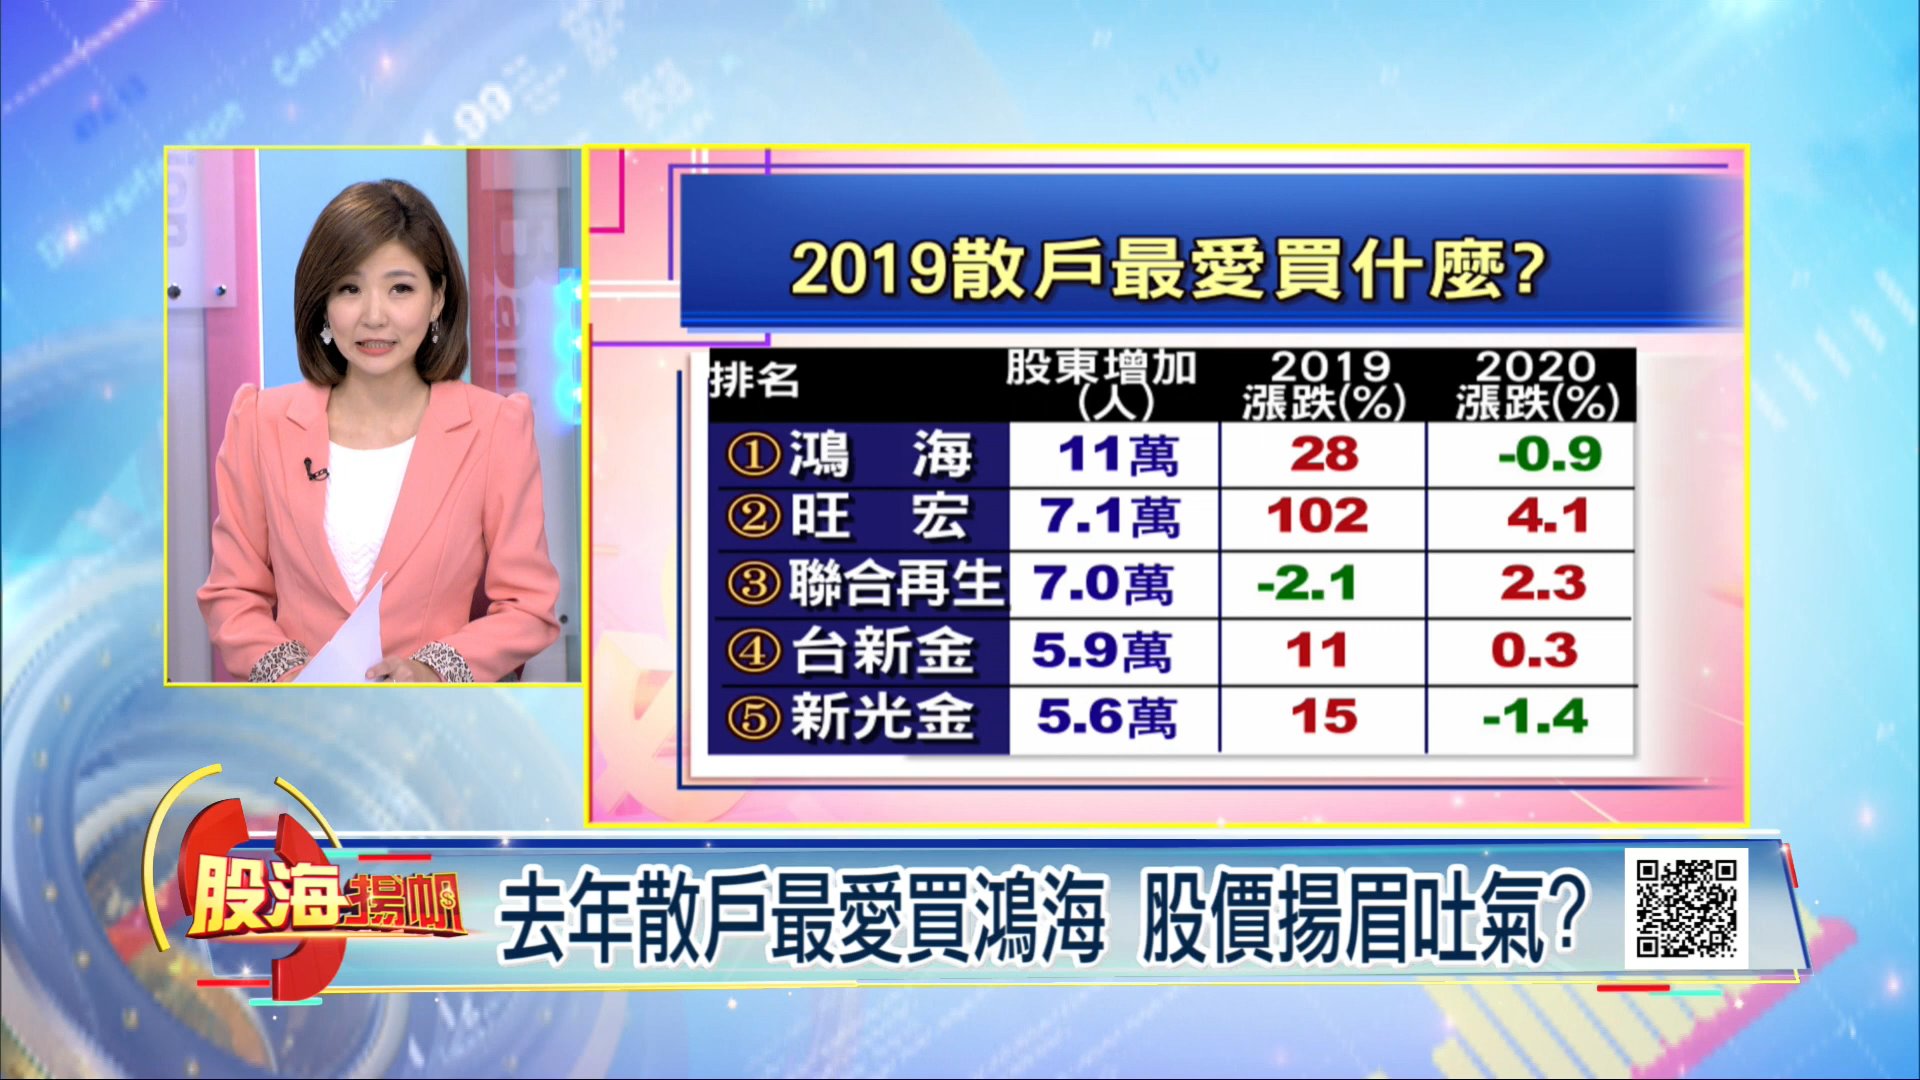 2019散戶最愛買什麼?
排名 股東增加(人) 2019漲跌(%) 2020漲跌(%)
①鴻海 11萬 28 -0.9
②旺宏 7.1萬 102 4.1
③聯合再生 7.0萬 -2.1 2.3
④台新金 5.9萬 11 0.3
⑤新光金 5.6萬 15 -1.4
股海揚帆
去年散戶最愛買鴻海 股價揚眉吐氣?